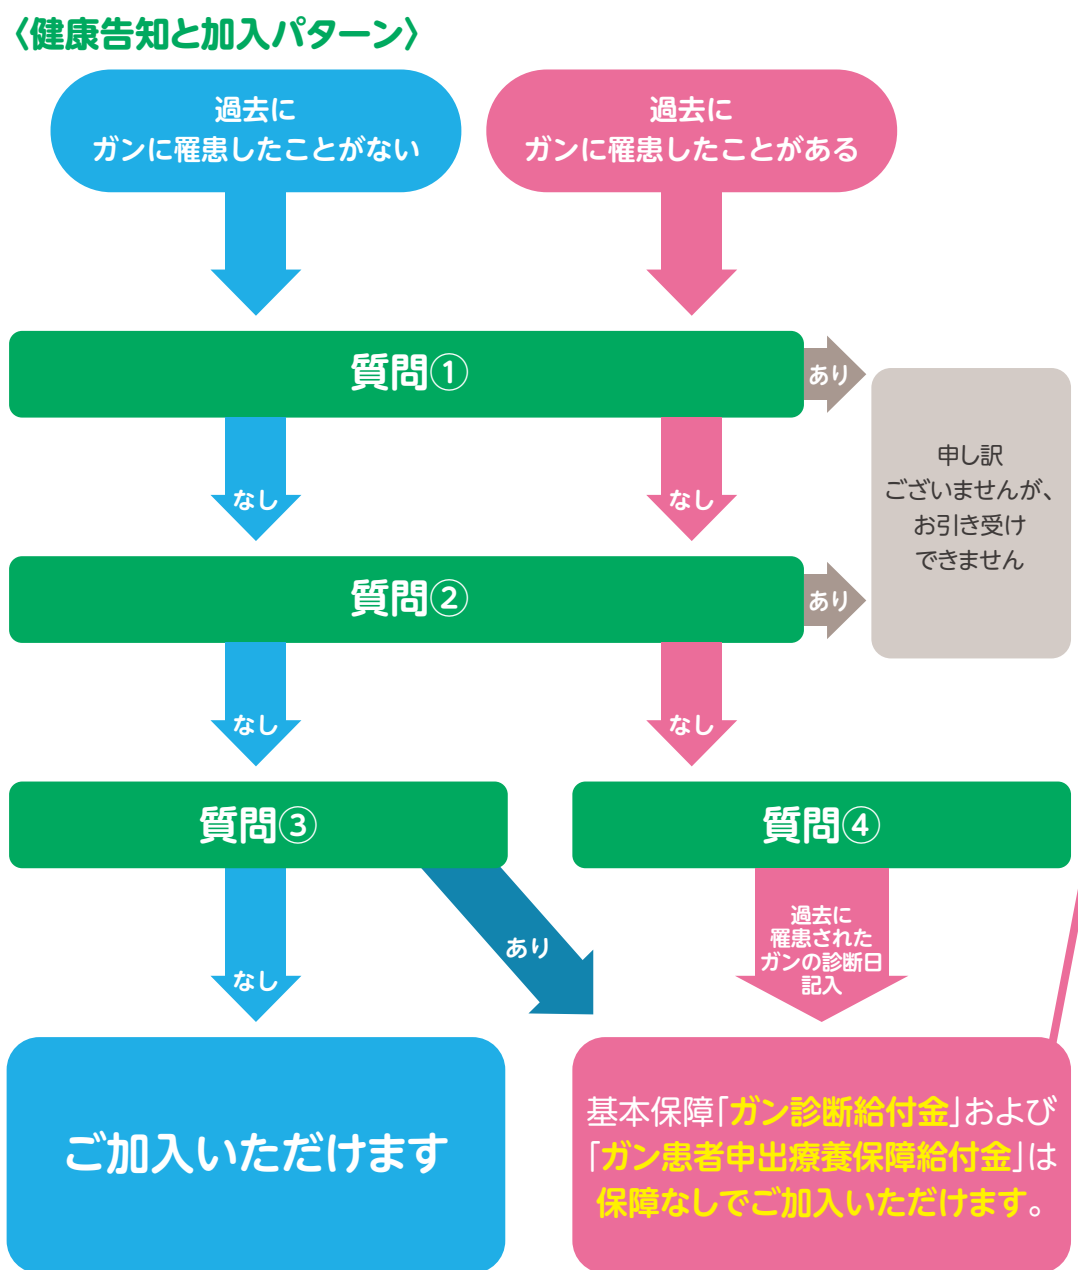 〈健康告知と加入パターン〉
過去に
ガンに罹患したことがない
過去に
ガンに罹患したことがある
質問①
あり
なし
なし
申し訳
ございませんが、
お引き受け
できません
質問②
あり
なし
なし
質問③
質問④
なし
あり
過去に
罹患された
ガンの診断日
記入
ご加入いただけます
基本保障「ガン診断給付金」および
「ガン患者申出療養保障給付金」は
保障なしでご加入いただけます。